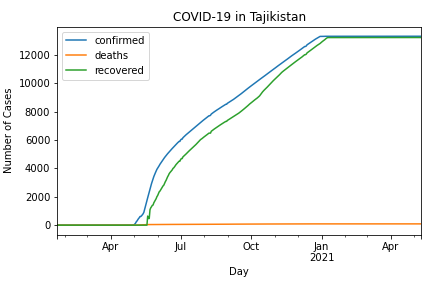 COVID-19 in Tajikistan
confirmed
deaths
recovered
12000
10000
8000
6000
4000
2000
0
Number of Cases
Apr
Jul
Oct
Jan
2021
Apr
Day